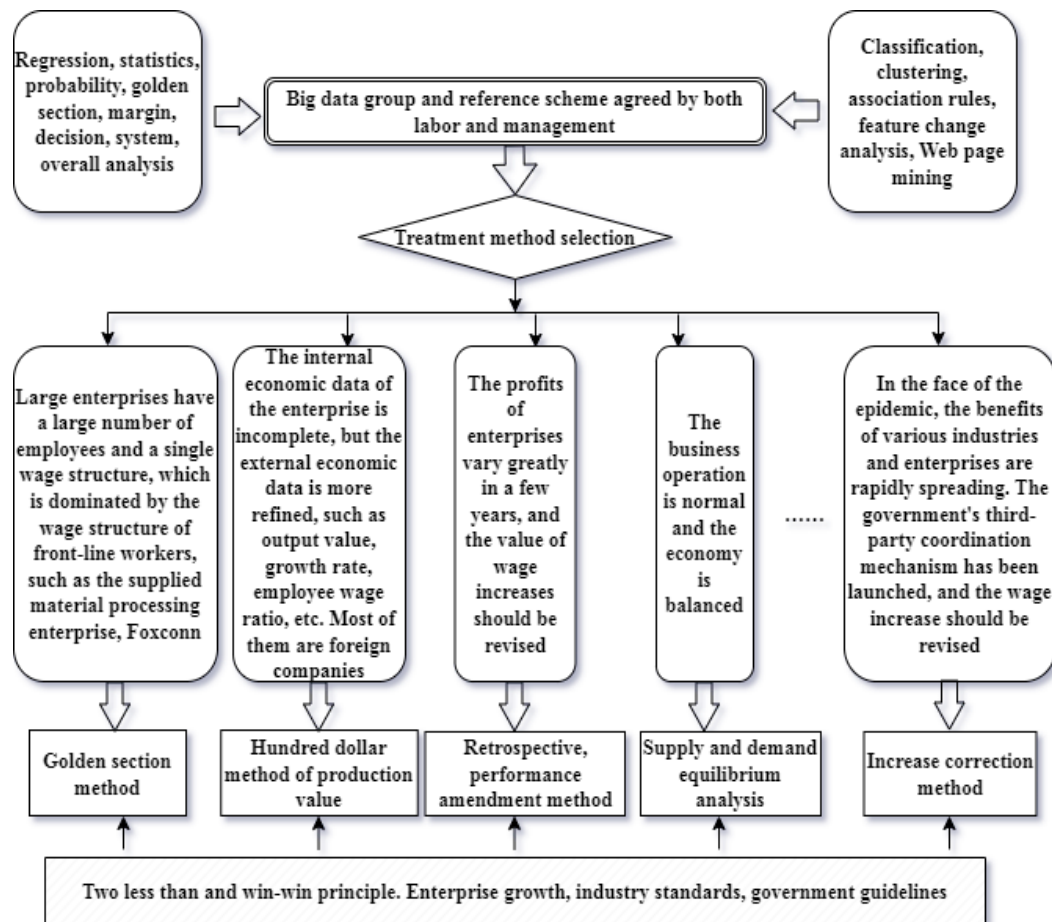 Regression, statistics,
probability, golden
section, margin,
decision, system,
overall analysis
Big data group and reference scheme agreed by both
labor and management
Classification,
clustering,
association rules,
feature change
analysis, Web page
mining
Treatment method selection
Large enterprises have
a large number of
employees and a single
wage structure, which
is dominated by the
wage structure of
front-line workers,
such as the supplied
material processing
enterprise, Foxconn
The internal
economic data of
the enterprise is
incomplete, but the
external economic
data is more
refined, such as
output value,
growth rate,
employee wage
ratio, etc. Most of
them are foreign
companies
The profits
of
enterprises
vary greatly
in a few
years, and
the value of
wage
increases
should be
revised
The
business
operation
is normal
and the
economy
is
balanced
......
In the face of the
epidemic, the benefits
of various industries
and enterprises are
rapidly spreading. The
government's third-
party coordination
mechanism has been
launched, and the wage
increase should be
revised
Golden section
method
Hundred dollar
method of production
value
Retrospective,
performance
amendment method
Supply and demand
equilibrium
analysis
Increase correction
method
Two less than and win-win principle. Enterprise growth, industry standards, government guidelines